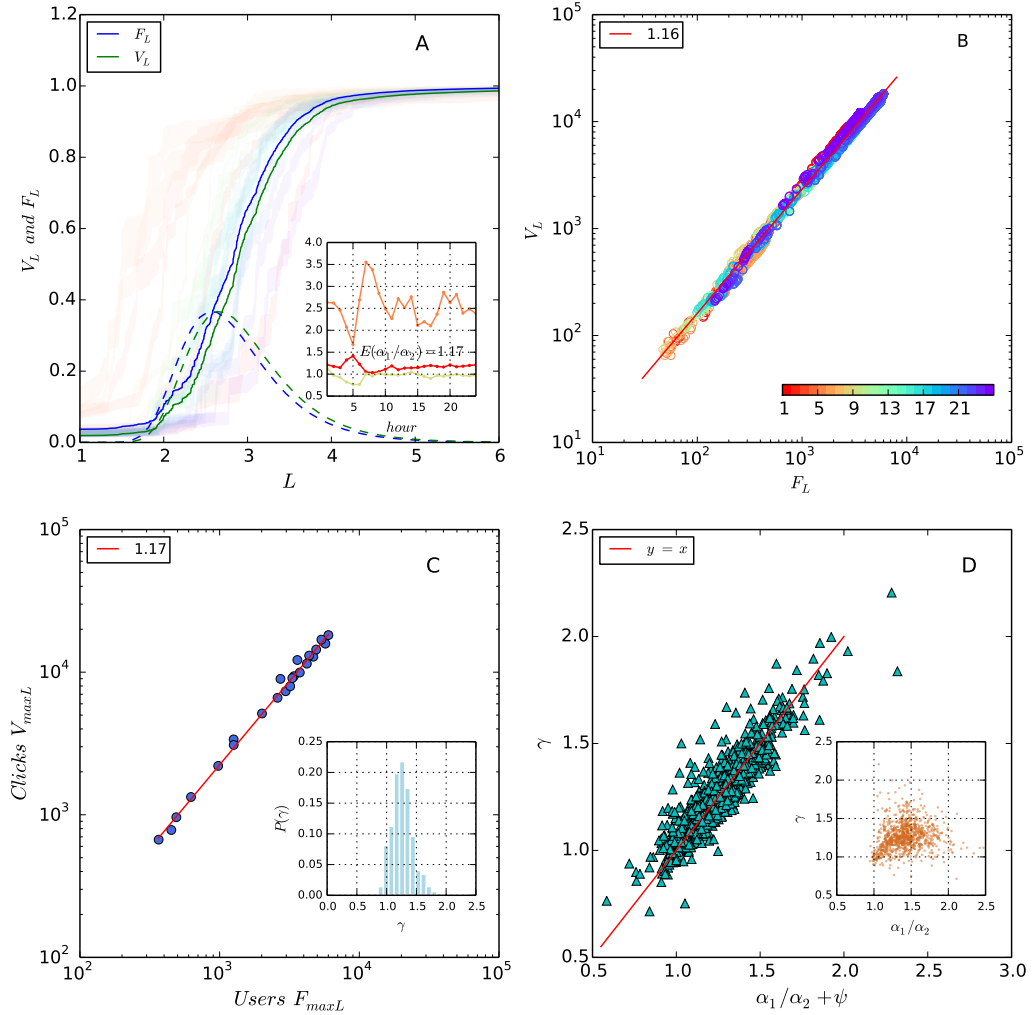 A
F_L
V_L
V_L and F_L
1.2
1.0
0.8
0.6
0.4
0.2
0.0
1 2 3 4 5 6
L
4.0
3.5
3.0
2.5
2.0
1.5
1.0
0.5
E(α_1/α_2) = 1.17
5 10 15 20
hour
B
1.16
V_L
10^5
10^4
10^3
10^2
10^1
10^1 10^2 10^3 10^4 10^5
F_L
1 5 9 13 17 21
C
1.17
Clicks V_{maxL}
10^5
10^4
10^3
10^2
10^2 10^3 10^4 10^5
Users F_{maxL}
P(γ)
0.25
0.20
0.15
0.10
0.05
0.00
0.0 0.5 1.0 1.5 2.0 2.5
γ
D
y = x
γ
2.5
2.0
1.5
1.0
0.5
0.5 1.0 1.5 2.0 2.5 3.0
α_1/α_2 + ψ
γ
2.5
2.0
1.5
1.0
0.5
0.5 1.0 1.5 2.0 2.5
α_1/α_2